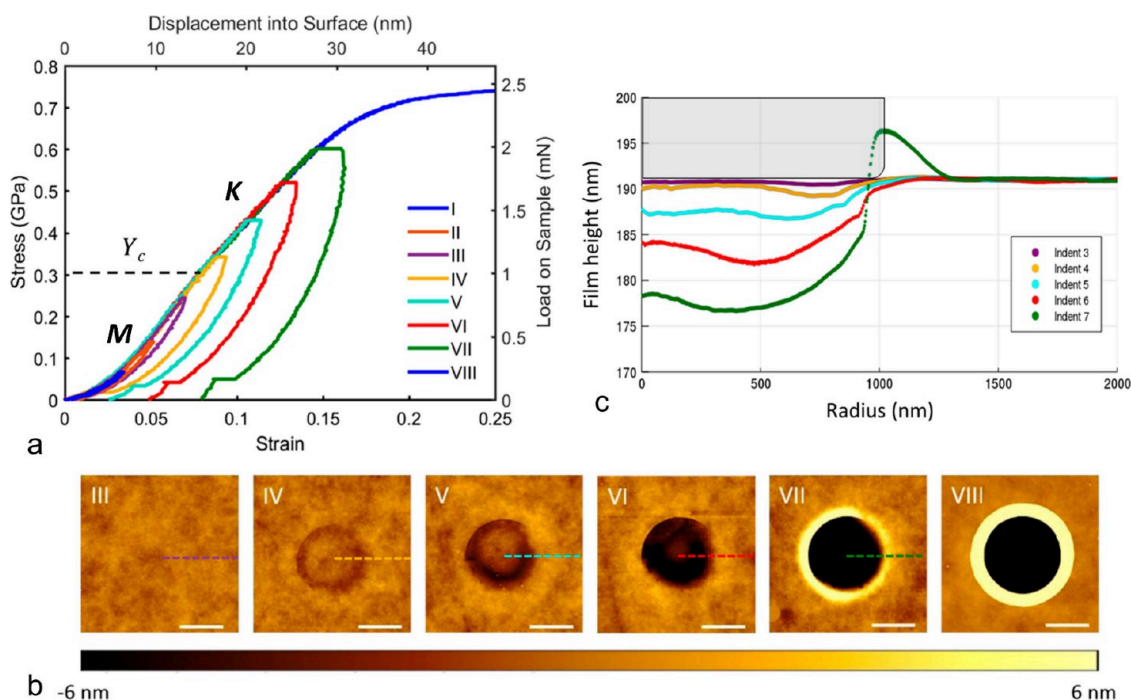 Displacement into Surface (nm)
0 10 20 30 40
Stress (GPa)
0.8
0.7
0.6
0.5
0.4
0.3
0.2
0.1
0
K
Y_c
M
I
II
III
IV
V
VI
VII
VIII
2.5
2
1.5
1
0.5
0
Load on Sample (mN)
0 0.05 0.1 0.15 0.2 0.25
Strain
a
Film height (nm)
200
195
190
185
180
175
170
Indent 3
Indent 4
Indent 5
Indent 6
Indent 7
0 500 1000 1500 2000
Radius (nm)
c
III IV V VI VII VIII
b
-6 nm 6 nm